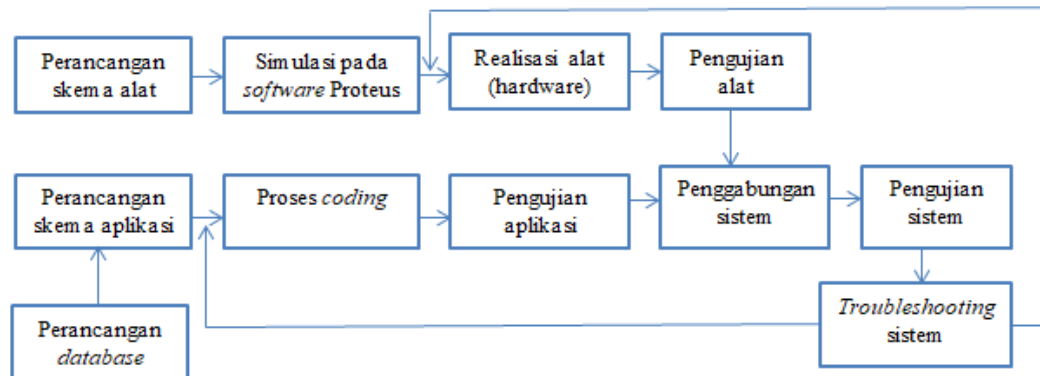 Perancangan
skema alat
Simulasi pada
software Proteus
Realisasi alat
(hardware)
Pengujian
alat
Perancangan
skema aplikasi
Proses coding
Pengujian
aplikasi
Penggabungan
sistem
Pengujian
sistem
Perancangan
database
Troubleshooting
sistem